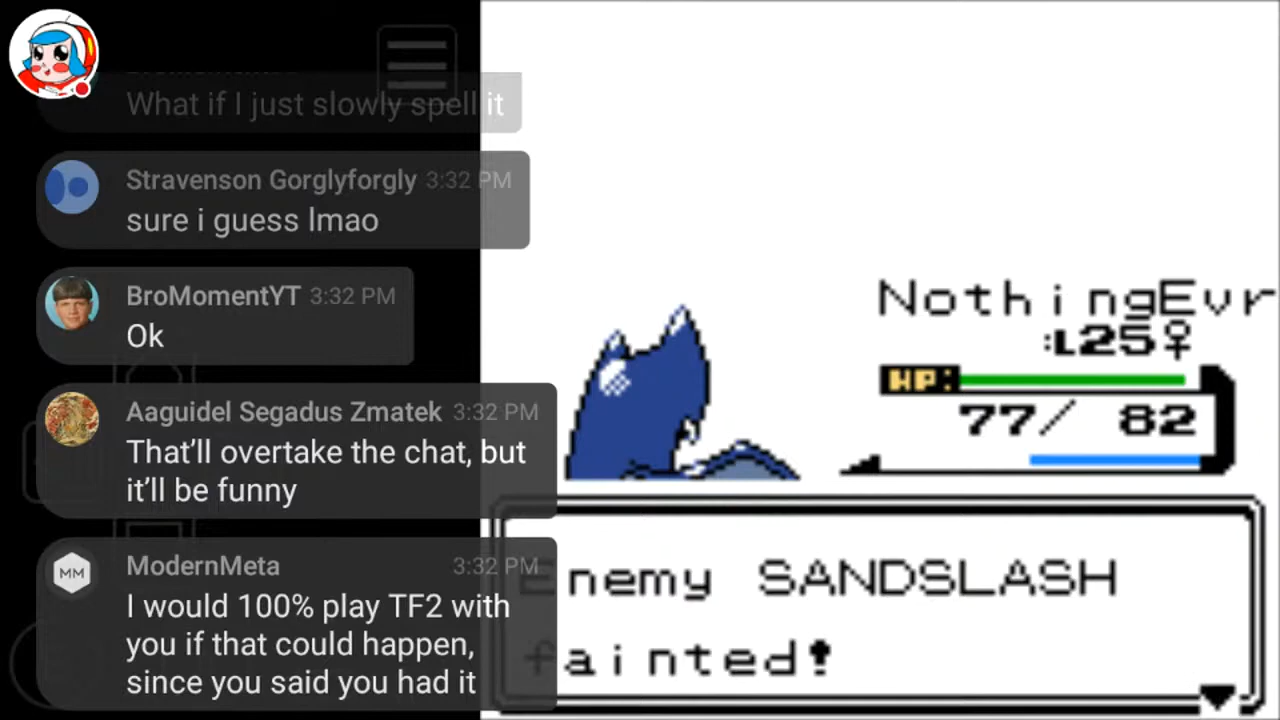 What if I just slowly spell it
Stravenson Gorglyforgly 3:32 PM
sure i guess lmao
BroMomentYT 3:32 PM
Ok
Aaguidel Segadus Zmatek 3:32 PM
That’ll overtake the chat, but
it’ll be funny
MM
ModernMeta 3:32 PM
I would 100% play TF2 with
you if that could happen,
since you said you had it
NothingEvr
:L25♀
HP:
77/ 82
Enemy SANDSLASH
fainted!